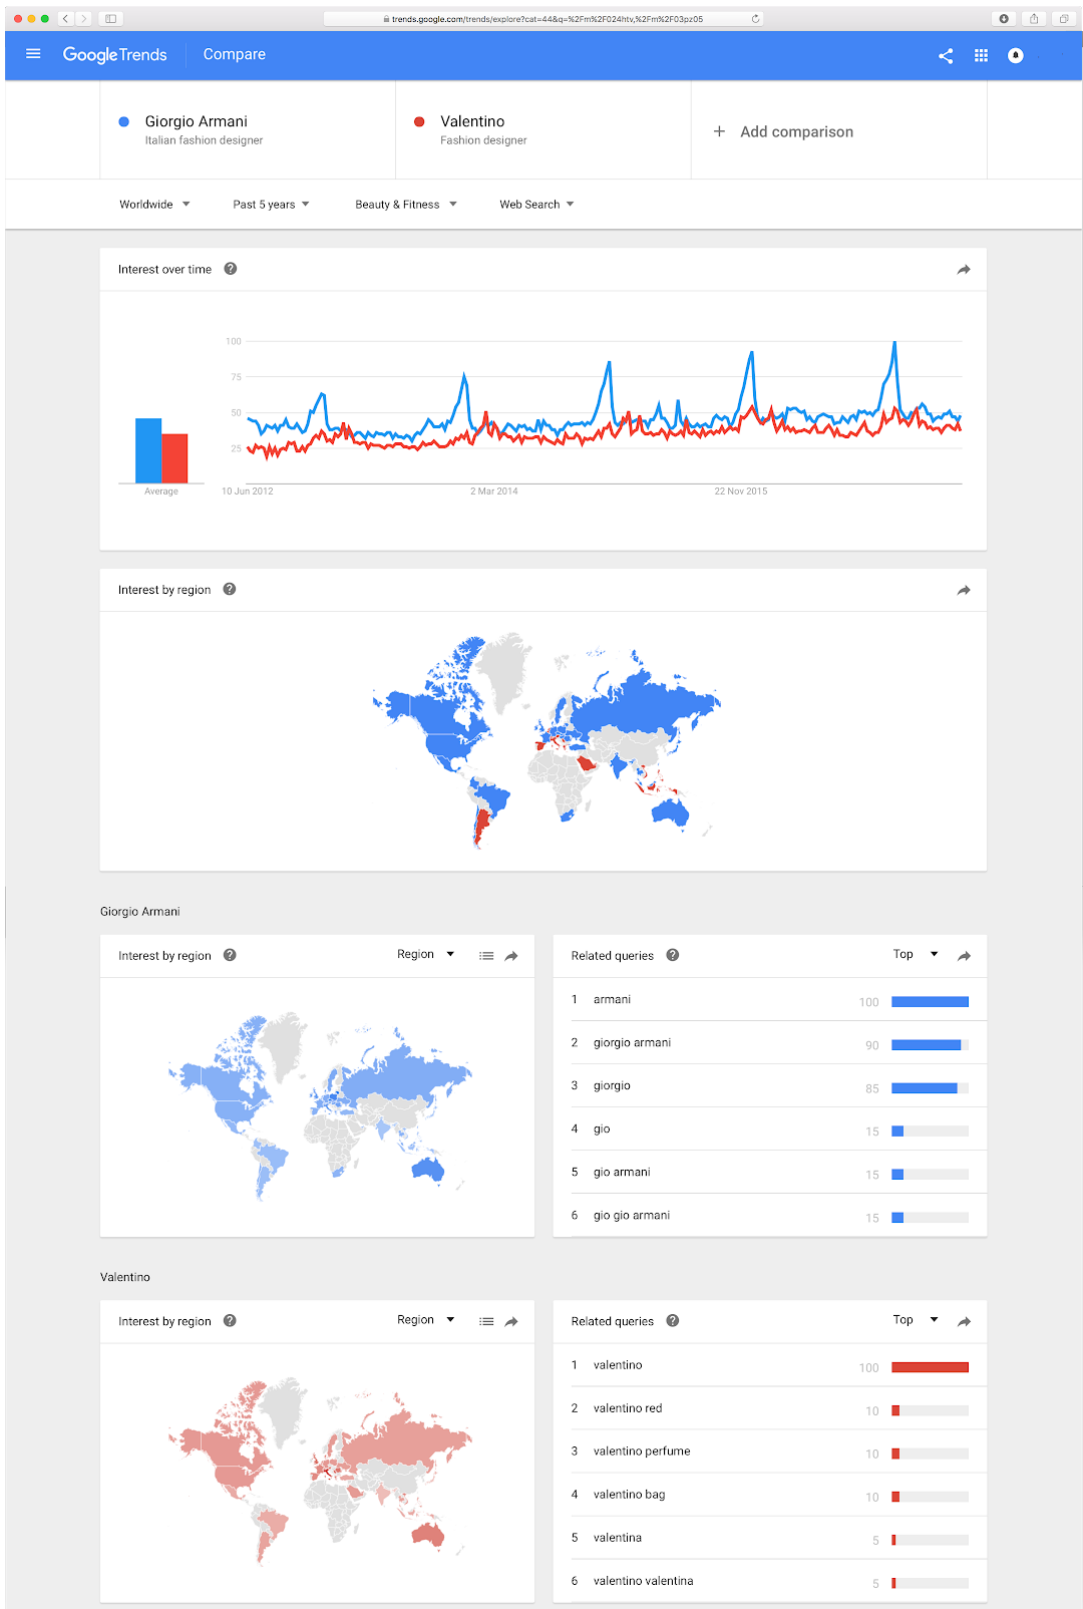 trends.google.com/trends/explore?cat=44&q=%2Fm%2F024htv,%2Fm%2F03pz05
Google Trends Compare
Giorgio Armani
Italian fashion designer
Valentino
Fashion designer
+ Add comparison
Worldwide Past 5 years Beauty & Fitness Web Search
Interest over time
100
75
50
25
Average 10 Jun 2012 2 Mar 2014 22 Nov 2015
Interest by region
Giorgio Armani
Interest by region Region
Related queries Top
1 armani 100
2 giorgio armani 90
3 giorgio 85
4 gio 15
5 gio armani 15
6 gio gio armani 15
Valentino
Interest by region Region
Related queries Top
1 valentino 100
2 valentino red 10
3 valentino perfume 10
4 valentino bag 10
5 valentina 5
6 valentino valentina 5